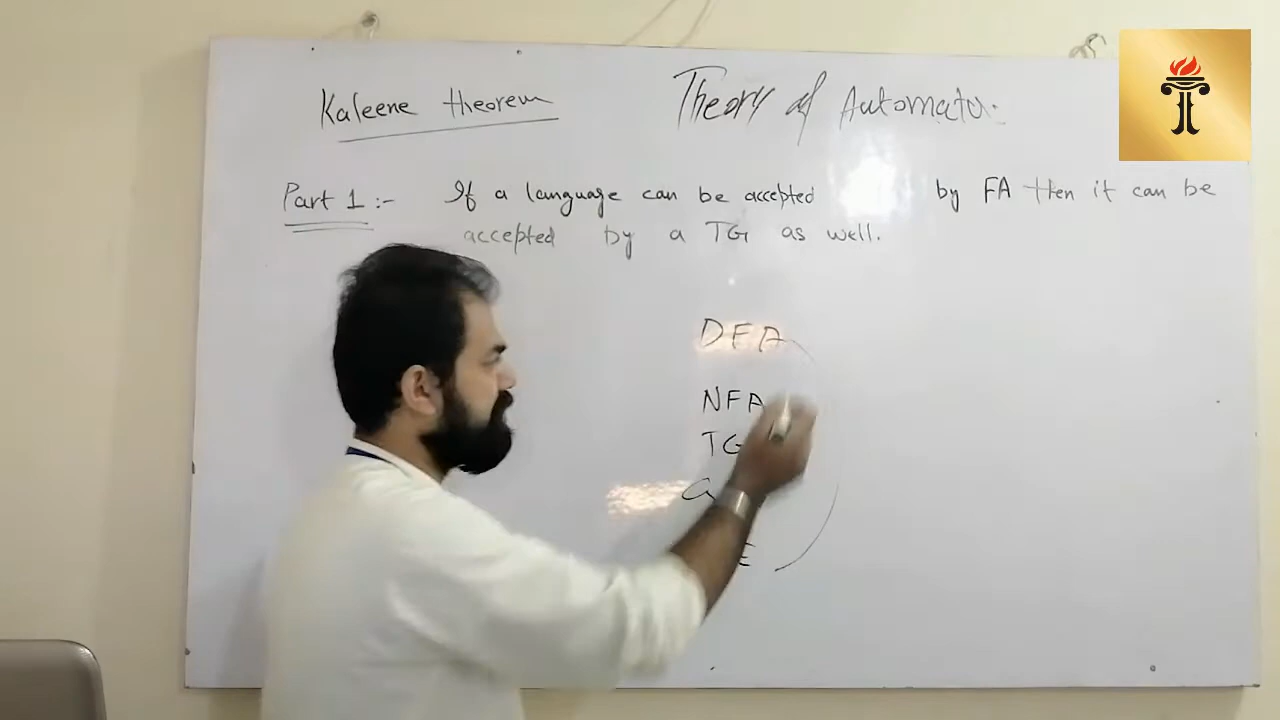 Kaleene theorem
Theory of Automata.
Part 1 :- If a language can be accepted by FA then it can be
accepted by a TG as well.
DFA
NFA
TG